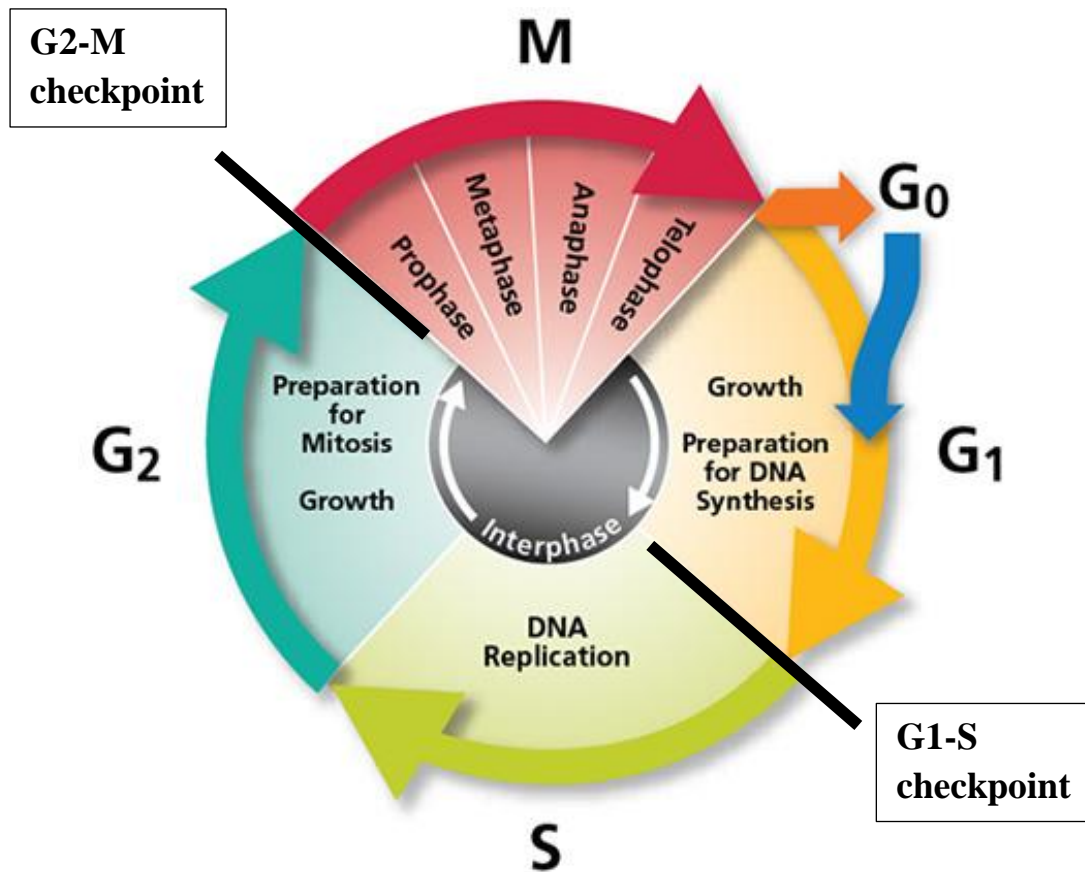 G2-M
checkpoint
M
G0
Prophase
Metaphase
Anaphase
Telophase
Preparation
for
Mitosis
Growth
G2
Growth
Preparation
for DNA
Synthesis
G1
Interphase
DNA
Replication
G1-S
checkpoint
S